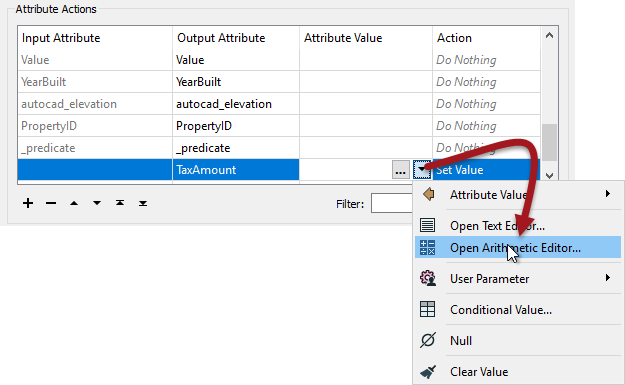 Attribute Actions
Input Attribute Output Attribute Attribute Value Action
Value Value Do Nothing
YearBuilt YearBuilt Do Nothing
autocad_elevation autocad_elevation Do Nothing
PropertyID PropertyID Do Nothing
_predicate _predicate Do Nothing
TaxAmount ... Set Value
Filter:
Attribute Value
Open Text Editor...
Open Arithmetic Editor...
User Parameter
Conditional Value...
Null
Clear Value